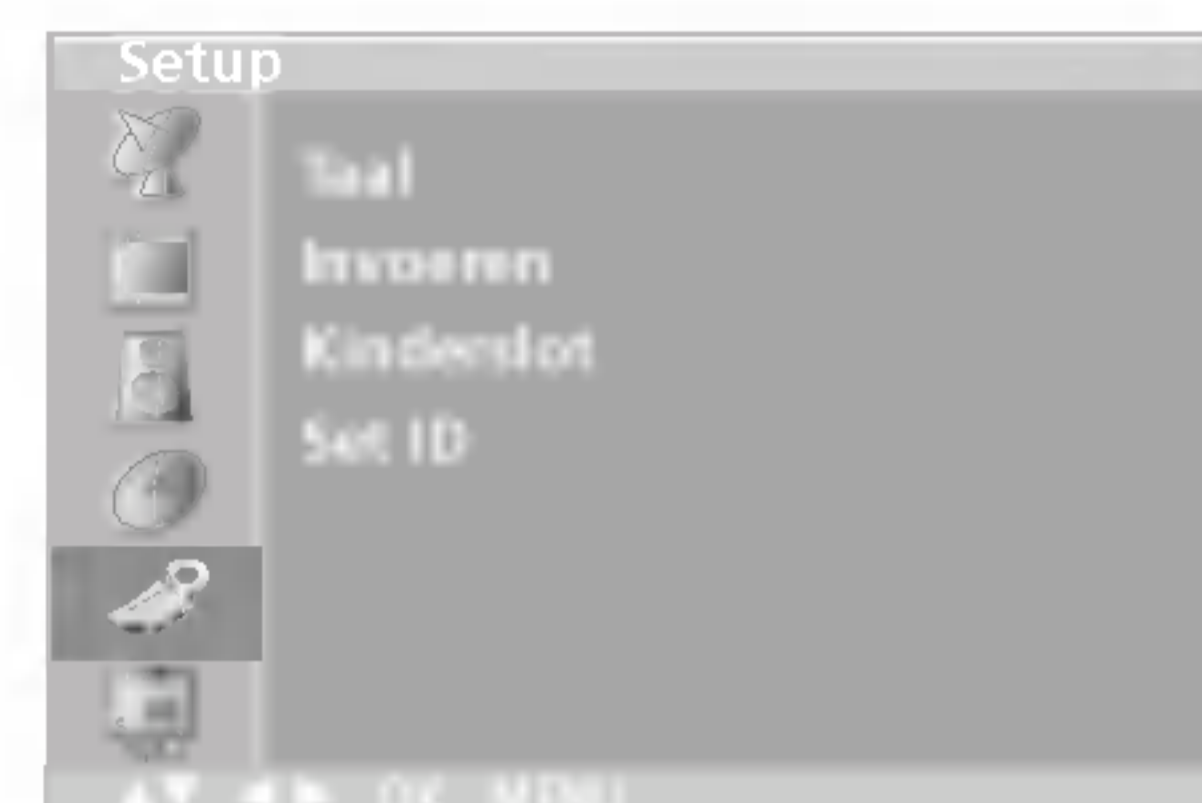 Setup
Taal
Invoeren
Kinderslot
Set ID
▲▼ ◀ ▶ OK MENU